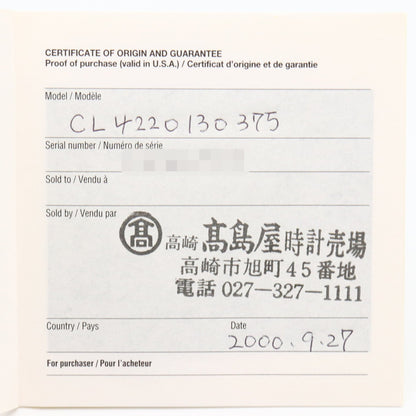 CERTIFICATE OF ORIGIN AND GUARANTEE
Proof of purchase (valid in U.S.A.) / Certificat d'origine et de garantie
Model / Modèle
CL4220130375
Serial number / Numéro de série
Sold to / Vendu à
Sold by / Vendu par
髙 高崎 髙島屋 時計売場
高崎市旭町45番地
電話 027-327-1111
Country / Pays Date
2000.9.27
For purchaser / Pour l'acheteur